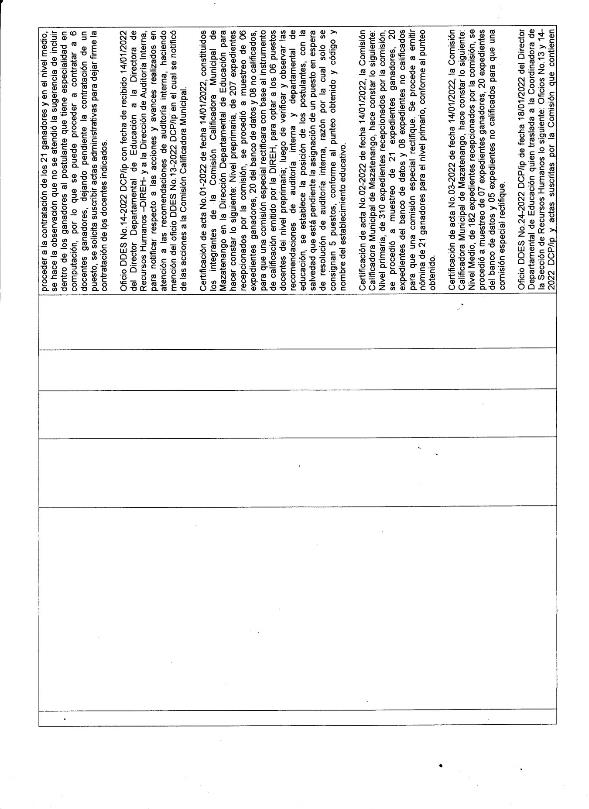 proceder a la contratación de los 21 ganadores y en el nivel medio,
se hace la observación que no se atendió la sugerencia de incluir
dentro de los ganadores al postulante que tiene especialidad en
computación, por lo que se puede proceder a contratar a 6
docentes ganadores, dejando pendiente la contratación de un
puesto, se solicita suscribir actas administrativas para dejar firme la
contratación de los docentes indicados.
Oficio DDES No.14-2022 DCP/lp con fecha de recibido 14/01/2022
del Director Departamental de Educación a la Directora de
Recursos Humanos –DIREH- y a la Dirección de Auditoría Interna,
para notificar respecto a las acciones y avances realizados en
atención a las recomendaciones de auditoría interna, haciendo
mención del oficio DDES No.13-2022 DCP/lp en el cual se notificó
de las acciones a la Comisión Calificadora Municipal.
Certificación de acta No.01-2022 de fecha 14/01/2022, constituidos
los integrantes de la Comisión Calificadora Municipal de
Mazatenango en la Dirección Departamental de Educación para
hacer constar lo siguiente: Nivel preprimaria, de 207 expedientes
recepcionados por la comisión, se procedió a muestreo de 06
expedientes ganadores, 20 de banco de datos y 05 no calificados,
para que una comisión especial rectificara con base al instrumento
de calificación emitido por la DIREH, para optar a los 06 puestos
docentes del nivel preprimaria, luego de verificar y observar las
recomendaciones de auditoría interna y departamental de
educación, se establece la posición de los postulantes, con la
salvedad que está pendiente la asignación de un puesto en espera
de resolución de auditoría interna, razón por la cual solo se
consignan 5 puestos, conforme al punteo obtenido y código y
nombre del establecimiento educativo.
Certificación de acta No.02-2022 de fecha 14/01/2022, la Comisión
Calificadora Municipal de Mazatenango, hace constar lo siguiente:
Nivel primaria, de 310 expedientes recepcionados por la comisión,
se procedió a muestreo de 21 expedientes ganadores, 20
expedientes del banco de datos y 08 expedientes no calificados
para que una comisión especial rectifique. Se procede a emitir
nómina de 21 ganadores para el nivel primario, conforme al punteo
obtenido.
Certificación de acta No.03-2022 de fecha 14/01/2022, la Comisión
Calificadora Municipal de Mazatenango, hace constar lo siguiente:
Nivel Medio, de 192 expedientes recepcionados por la comisión, se
procedió a muestreo de 07 expedientes ganadores, 20 expedientes
del banco de datos y 05 expedientes no calificados para que una
comisión especial rectifique.
Oficio DDES No.24-2022 DCP/lp de fecha 18/01/2022 del Director
Departamental de Educación quien traslada a la Coordinadora de
la Sección de Recursos Humanos lo siguiente: Oficios No.13 y 14-
2022 DCP/lp y actas suscritas por la Comisión que contienen